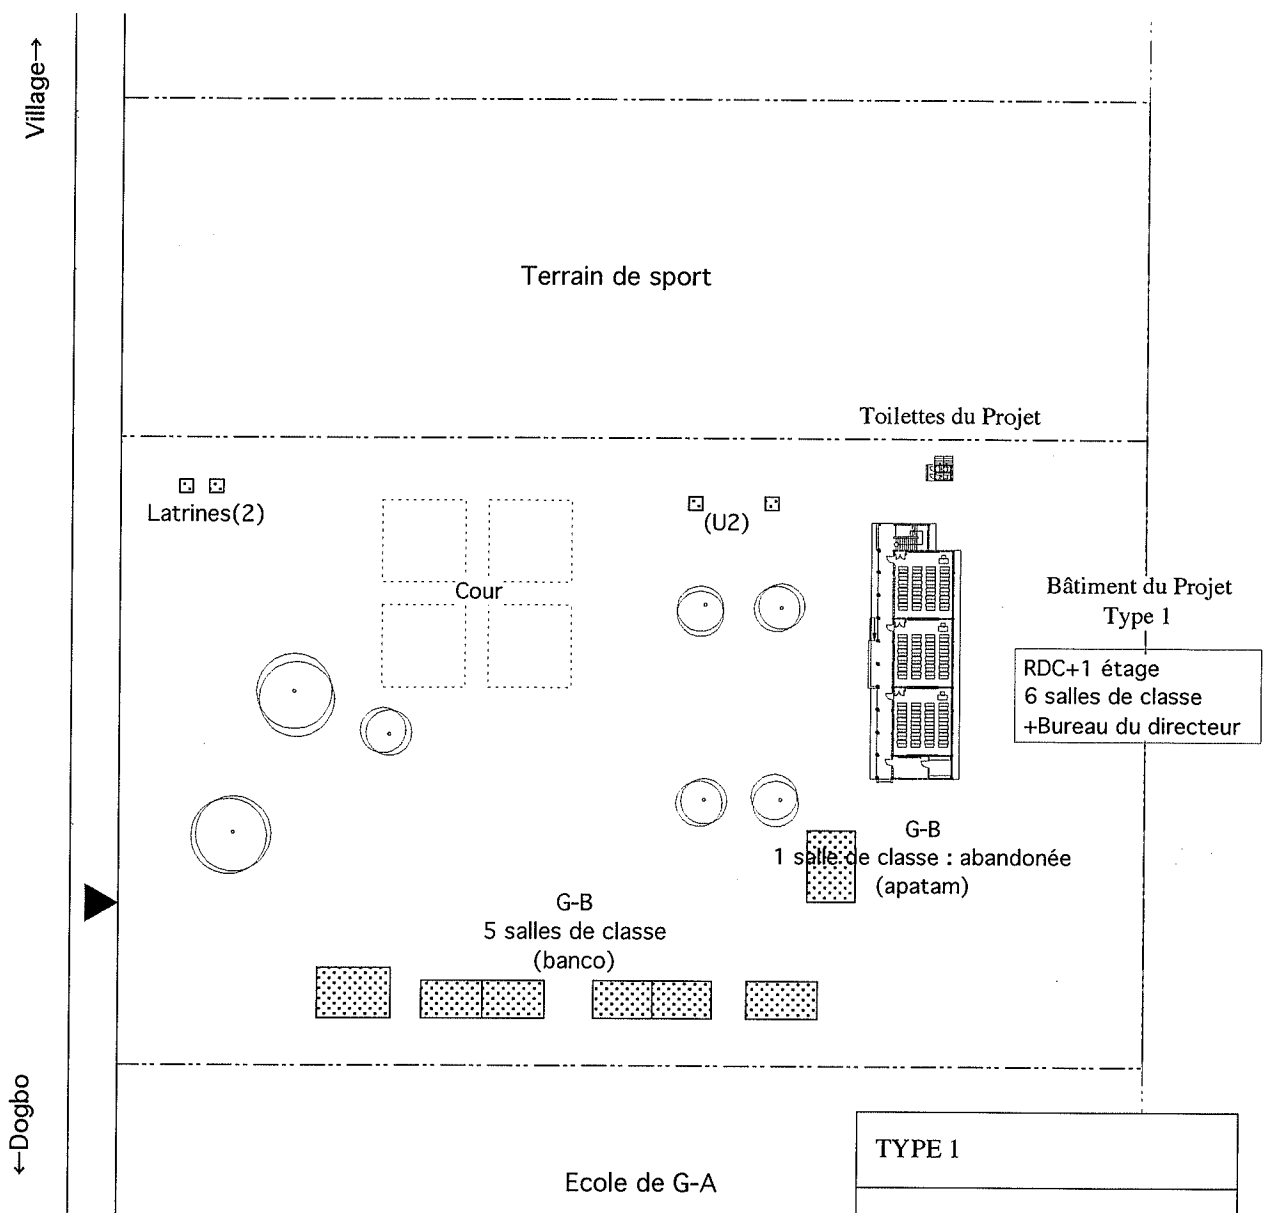 Village→
Terrain de sport
Toilettes du Projet
Latrines(2)
(U2)
Cour
Bâtiment du Projet
Type 1
RDC+1 étage
6 salles de classe
+Bureau du directeur
G-B
1 salle de classe : abandonée
(apatam)
G-B
5 salles de classe
(banco)
←Dogbo
TYPE 1
Ecole de G-A